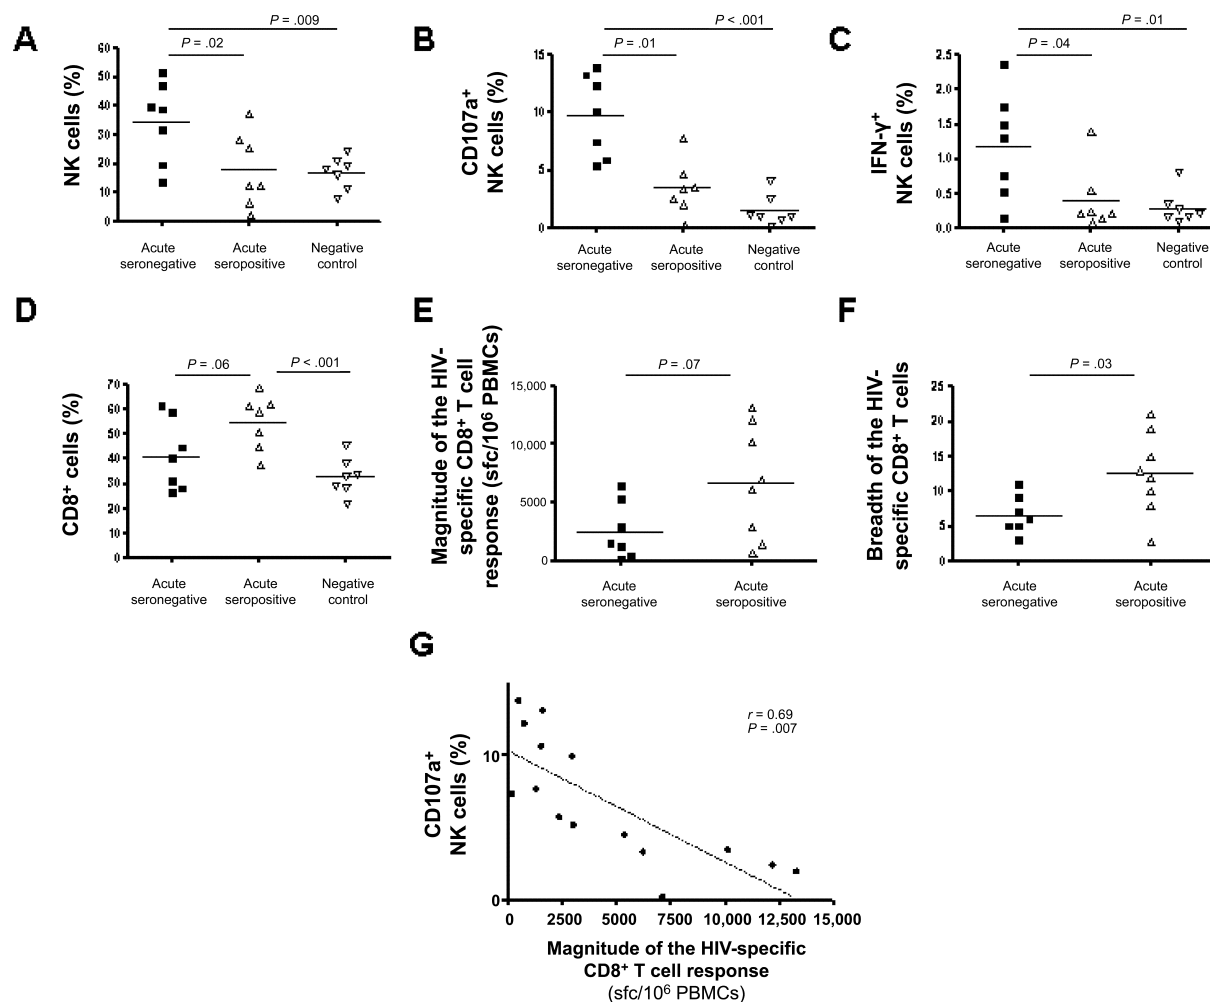 A
P = .009
P = .02
NK cells (%)
60
50
40
30
20
10
0
Acute
seronegative
Acute
seropositive
Negative
control
B
P < .001
P = .01
CD107a⁺
NK cells (%)
15
10
5
0
Acute
seronegative
Acute
seropositive
Negative
control
C
P = .01
P = .04
IFN-γ⁺
NK cells (%)
2.5
2.0
1.5
1.0
0.5
0.0
Acute
seronegative
Acute
seropositive
Negative
control
D
P = .06
P < .001
CD8⁺ cells (%)
70
60
50
40
30
20
10
0
Acute
seronegative
Acute
seropositive
Negative
control
E
P = .07
Magnitude of the HIV-
specific CD8⁺ T cell
response (sfc/10⁶ PBMCs)
15,000
10,000
5000
0
Acute
seronegative
Acute
seropositive
F
P = .03
Breadth of the HIV-
specific CD8⁺ T cells
25
20
15
10
5
0
Acute
seronegative
Acute
seropositive
G
r = 0.69
P = .007
CD107a⁺
NK cells (%)
10
0
0 2500 5000 7500 10,000 12,500 15,000
Magnitude of the HIV-specific
CD8⁺ T cell response
(sfc/10⁶ PBMCs)